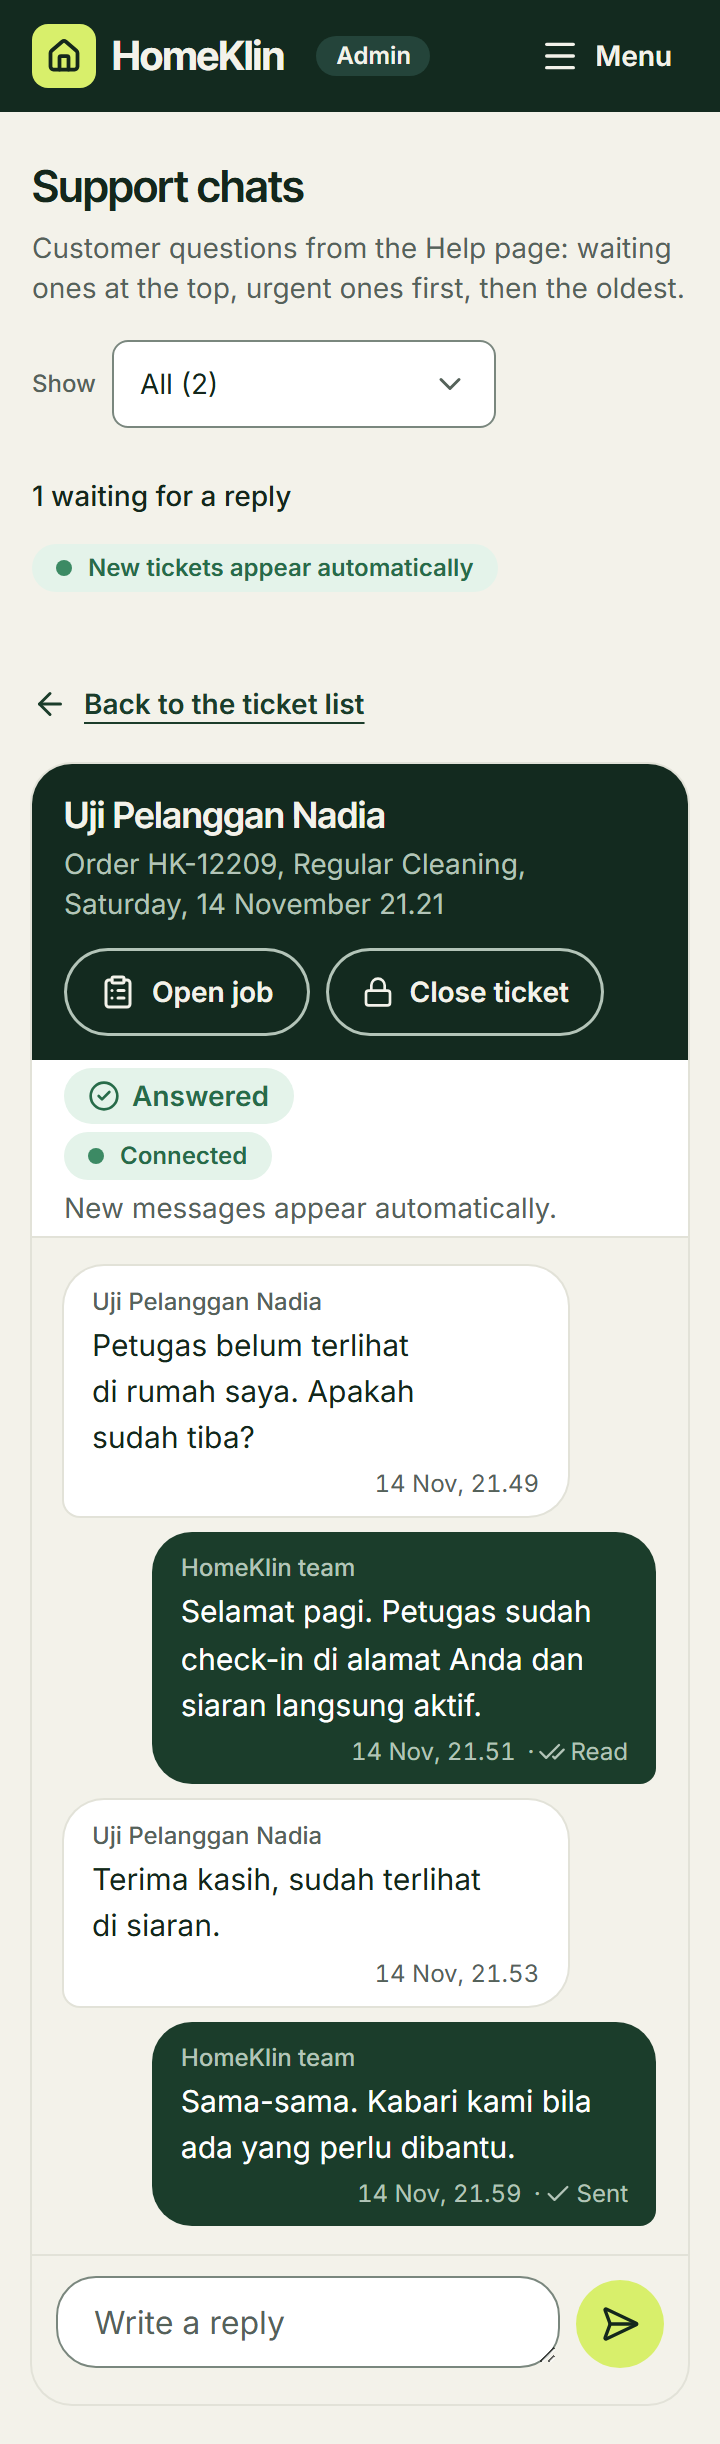 HomeKlin
Admin
Menu
Support chats
Customer questions from the Help page: waiting
ones at the top, urgent ones first, then the oldest.
Show
All (2)
1 waiting for a reply
New tickets appear automatically
Back to the ticket list
Uji Pelanggan Nadia
Order HK-12209, Regular Cleaning,
Saturday, 14 November 21.21
Open job
Close ticket
Answered
Connected
New messages appear automatically.
Uji Pelanggan Nadia
Petugas belum terlihat
di rumah saya. Apakah
sudah tiba?
14 Nov, 21.49
HomeKlin team
Selamat pagi. Petugas sudah
check-in di alamat Anda dan
siaran langsung aktif.
14 Nov, 21.51 · Read
Uji Pelanggan Nadia
Terima kasih, sudah terlihat
di siaran.
14 Nov, 21.53
HomeKlin team
Sama-sama. Kabari kami bila
ada yang perlu dibantu.
14 Nov, 21.59 · Sent
Write a reply